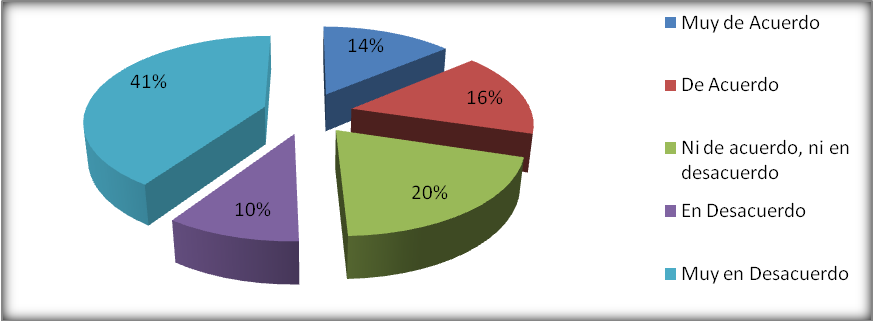 14%
16%
20%
10%
41%
Muy de Acuerdo
De Acuerdo
Ni de acuerdo, ni en
desacuerdo
En Desacuerdo
Muy en Desacuerdo